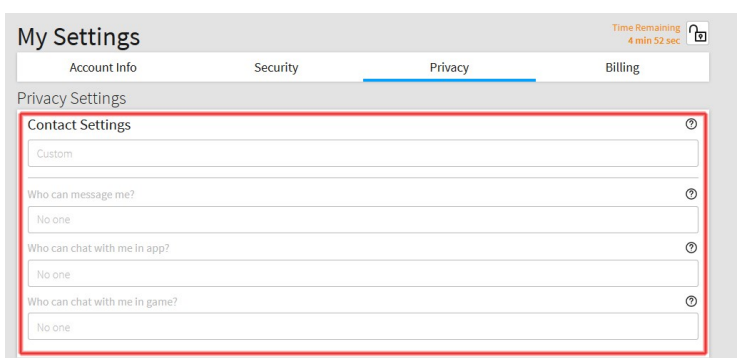 My Settings
Time Remaining
4 min 52 sec
Account Info Security Privacy Billing
Privacy Settings
Contact Settings
Custom
Who can message me?
No one
Who can chat with me in app?
No one
Who can chat with me in game?
No one